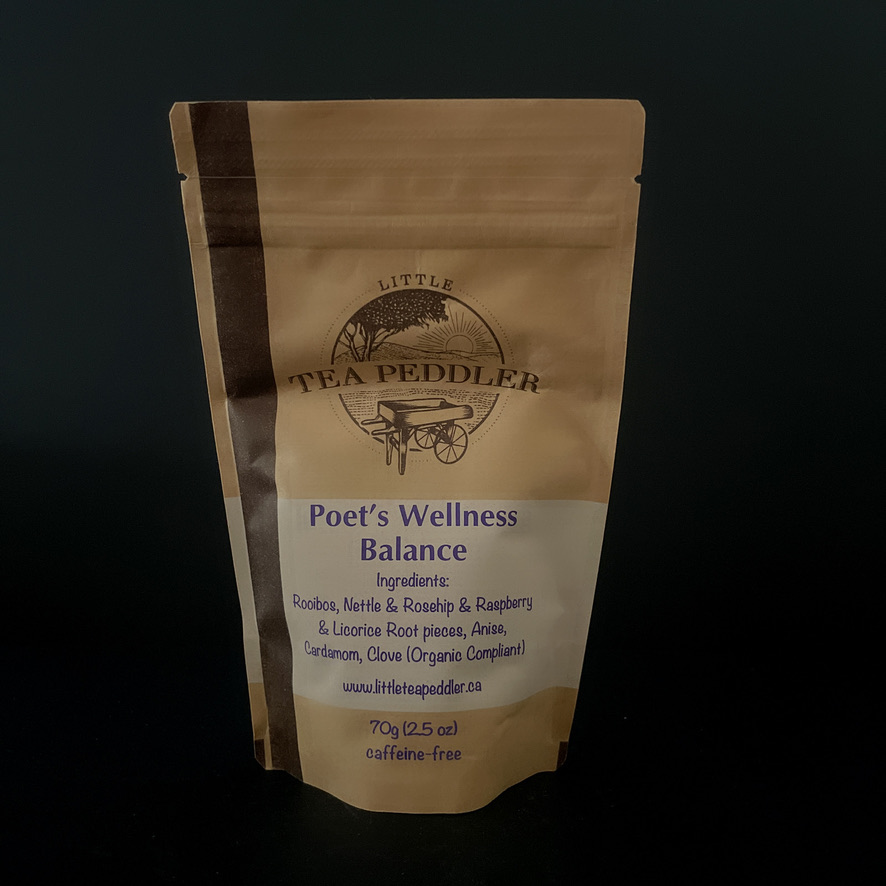 LITTLE
TEA PEDDLER
Poet's Wellness
Balance
Ingredients:
Rooibos, Nettle & Rosehip & Raspberry
& Licorice Root pieces, Anise,
Cardamom, Clove (Organic Compliant)
www.littleteapeddler.ca
70g (2.5 oz)
caffeine-free